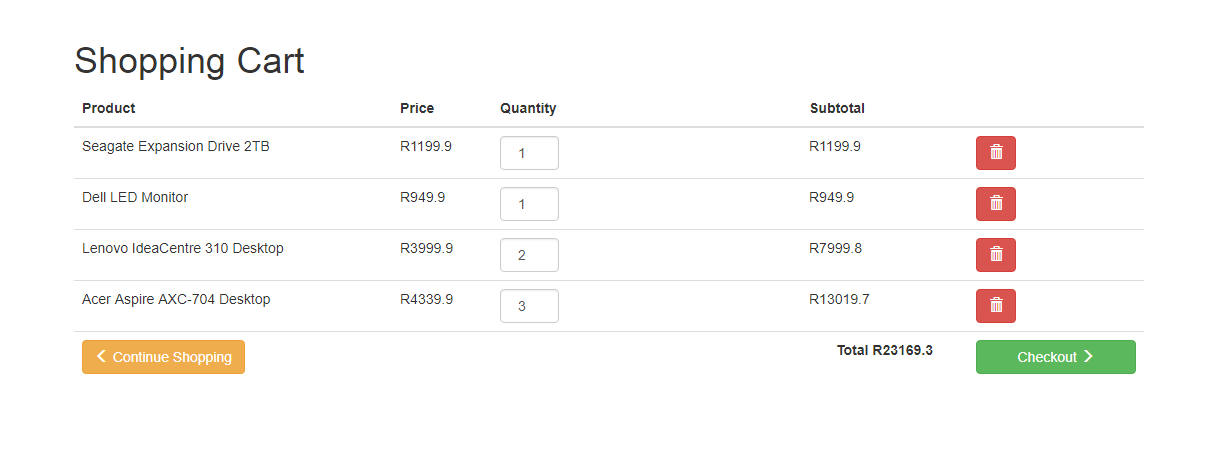 Shopping Cart
Product Price Quantity Subtotal
Seagate Expansion Drive 2TB R1199.9 1 R1199.9
Dell LED Monitor R949.9 1 R949.9
Lenovo IdeaCentre 310 Desktop R3999.9 2 R7999.8
Acer Aspire AXC-704 Desktop R4339.9 3 R13019.7
Continue Shopping Total R23169.3 Checkout